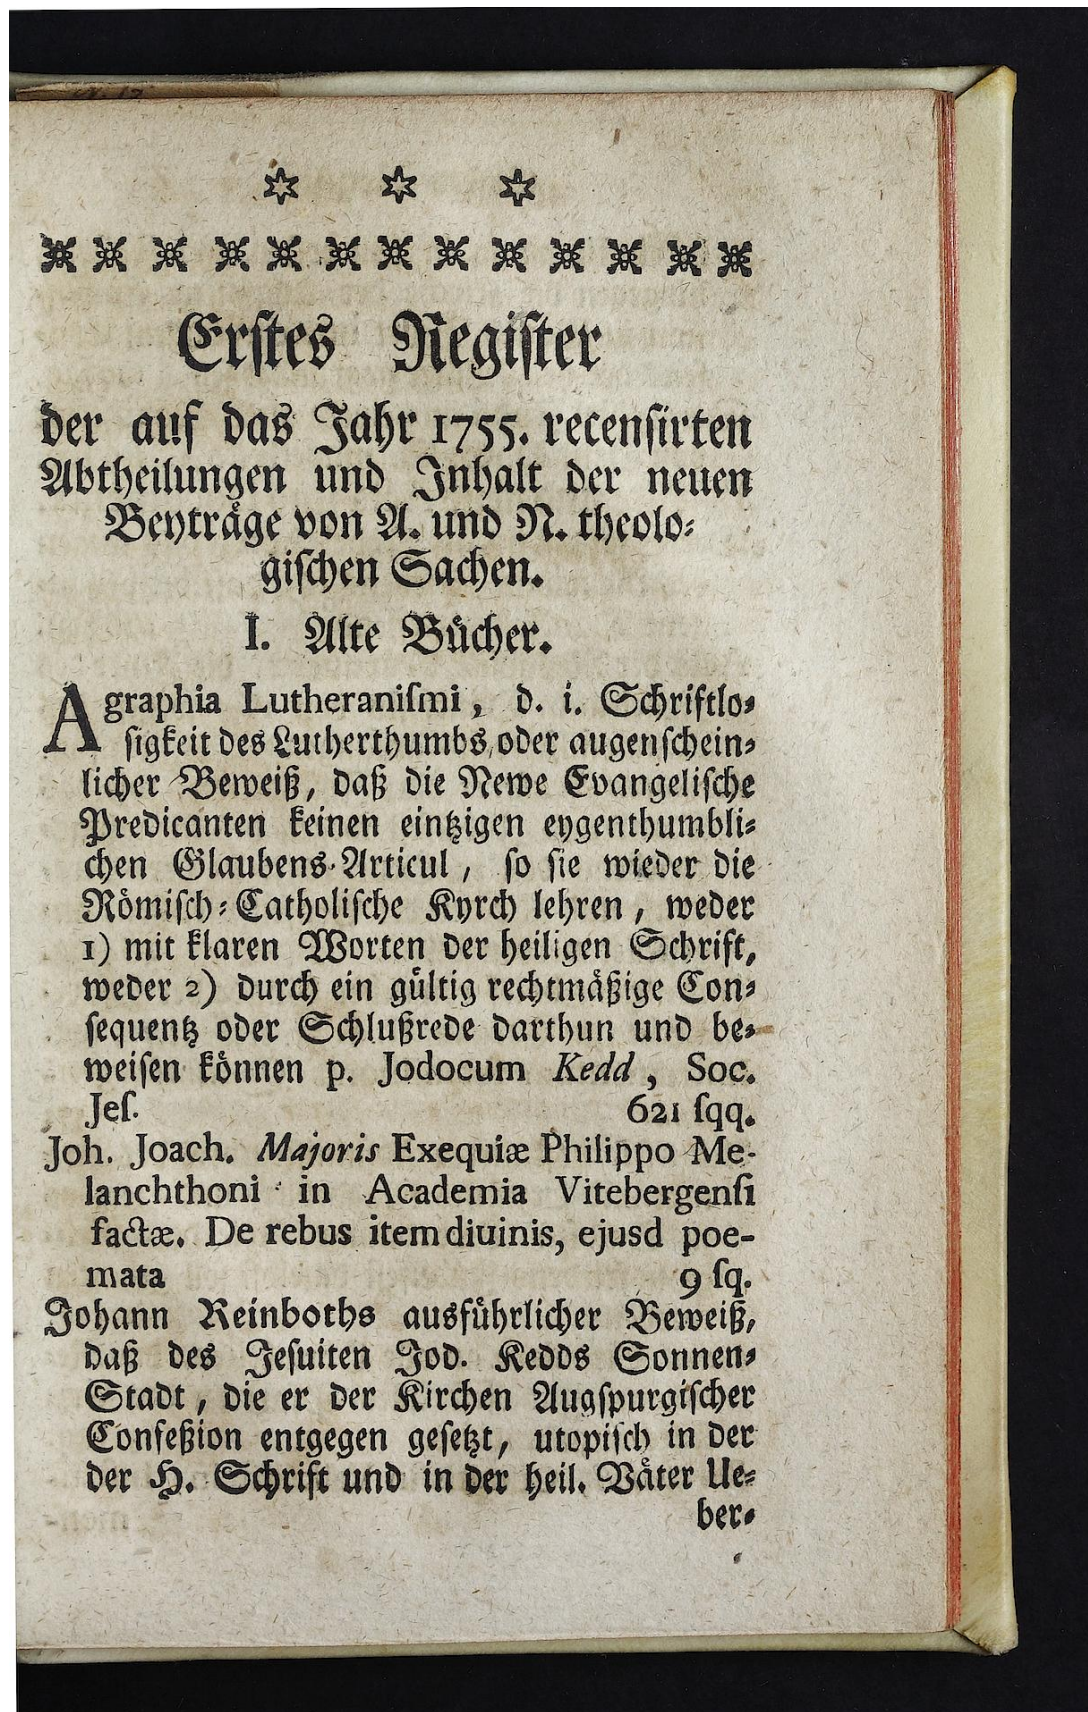 Erſtes Regiſter
der auf das Jahr 1755. recenſirten
Abtheilungen und Inhalt der neuen
Beyträge von A. und N. theolo⸗
giſchen Sachen.
I. Alte Bücher.
Agraphia Lutheraniſmi, d. i. Schriftlo⸗
ſigkeit des Lutherthumbs, oder augenſchein⸗
licher Beweiß, daß die Newe Evangeliſche
Predicanten keinen eintzigen eygenthumbli⸗
chen Glaubens-Articul, ſo ſie wieder die
Römiſch⸗Catholiſche Kyrch lehren, weder
1) mit klaren Worten der heiligen Schrift,
weder 2) durch ein gültig rechtmäßige Con⸗
ſequentz oder Schlußrede darthun und be⸗
weiſen können p. Jodocum Kedd, Soc.
Jeſ. 621 ſqq.
Joh. Joach. Majoris Exequiæ Philippo Me-
lanchthoni in Academia Vitebergenſi
factæ. De rebus item diuinis, ejusd poe-
mata 9 ſq.
Johann Reinboths ausführlicher Beweiß,
daß des Jeſuiten Jod. Kedds Sonnen⸗
Stadt, die er der Kirchen Augſpurgiſcher
Confeßion entgegen geſetzt, utopiſch in der
der H. Schrift und in der heil. Väter Ue⸗
ber⸗